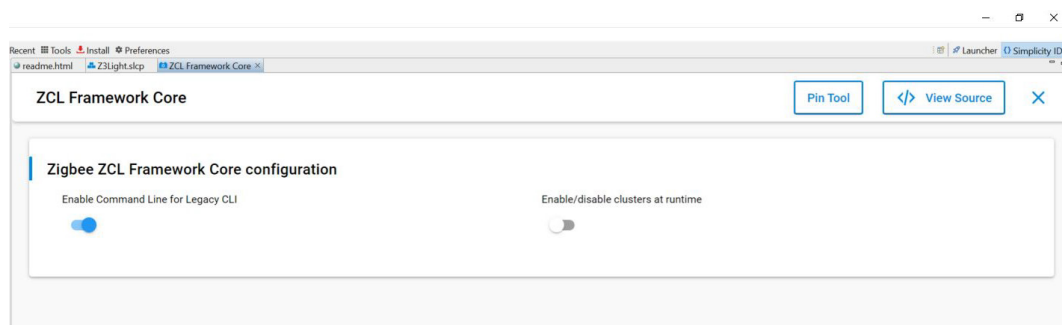 Recent Tools Install Preferences
Launcher Simplicity ID
readme.html Z3Light.slcp ZCL Framework Core
ZCL Framework Core
Pin Tool
</> View Source
Zigbee ZCL Framework Core configuration
Enable Command Line for Legacy CLI
Enable/disable clusters at runtime